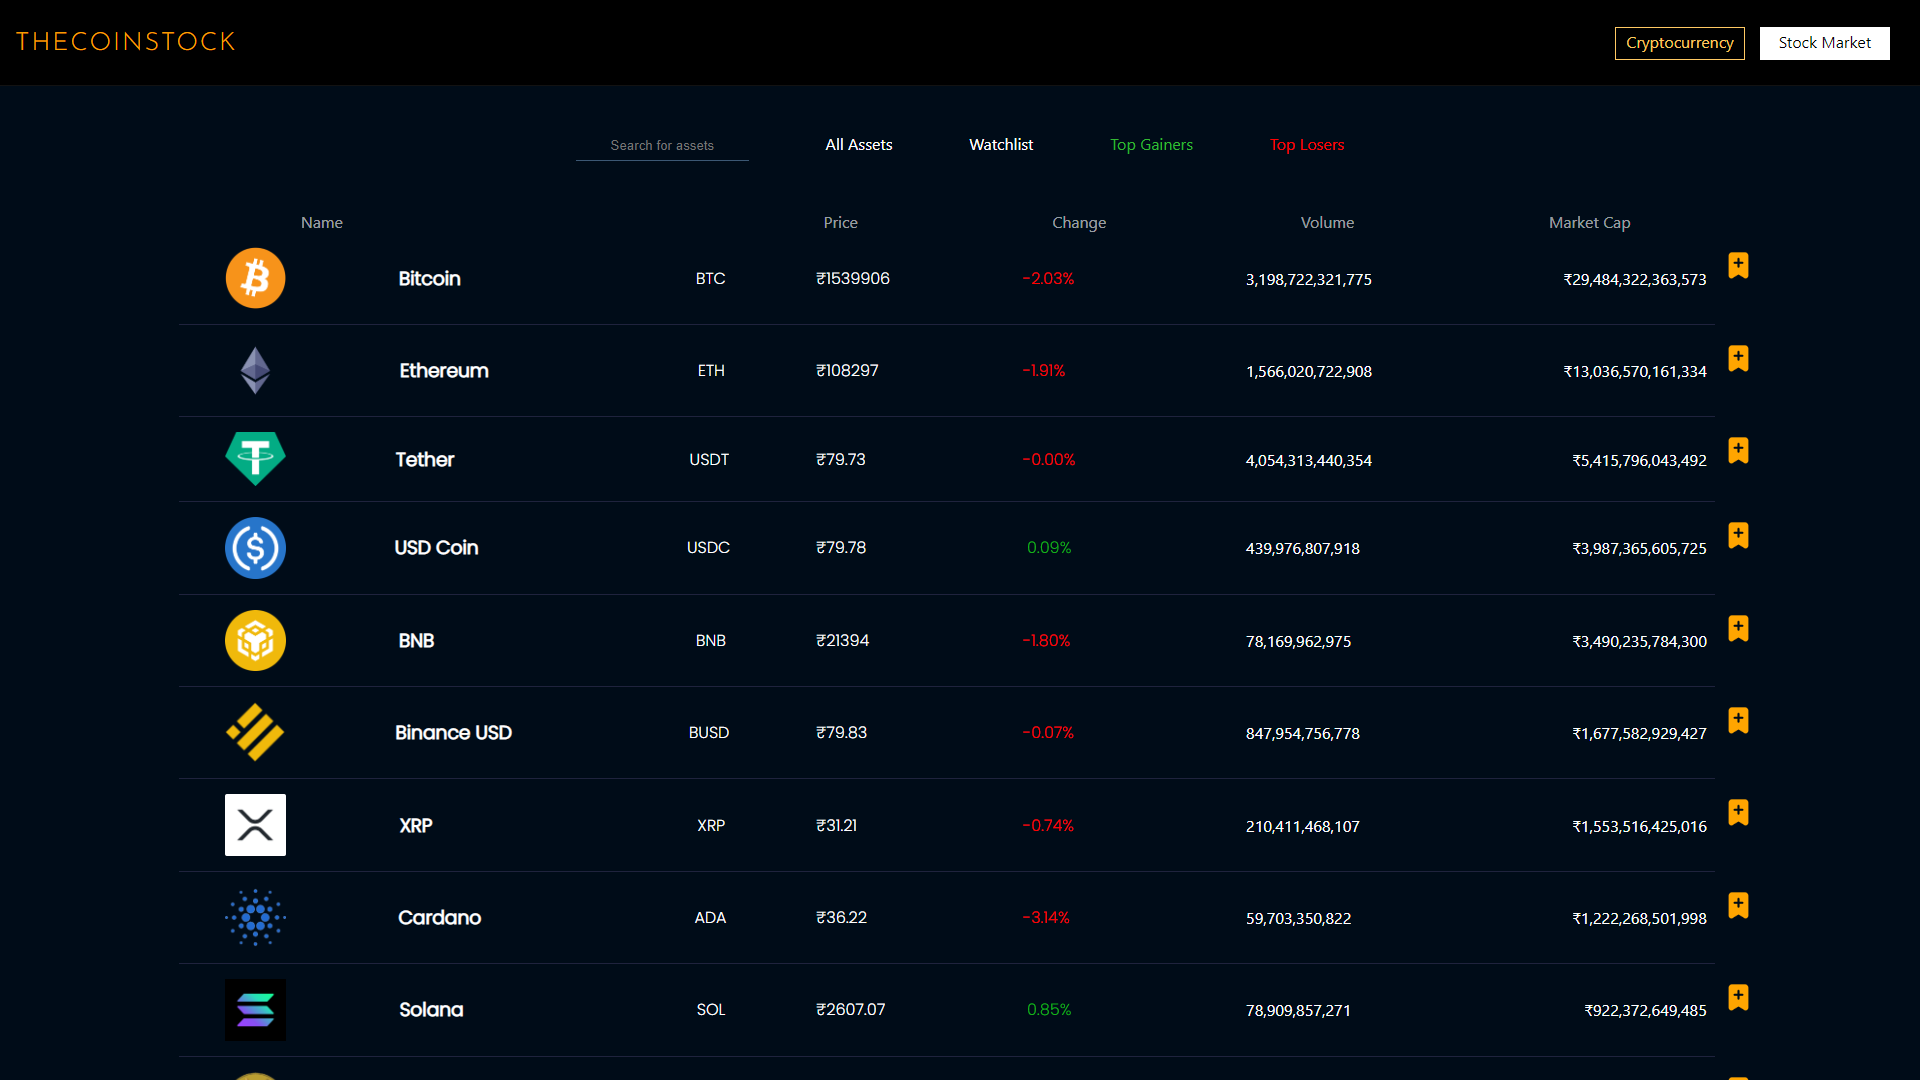 THECOINSTOCK
Cryptocurrency
Stock Market
Search for assets
All Assets
Watchlist
Top Gainers
Top Losers
Name Price Change Volume Market Cap
Bitcoin BTC ₹1539906 -2.03% 3,198,722,321,775 ₹29,484,322,363,573
Ethereum ETH ₹108297 -1.91% 1,566,020,722,908 ₹13,036,570,161,334
Tether USDT ₹79.73 -0.00% 4,054,313,440,354 ₹5,415,796,043,492
USD Coin USDC ₹79.78 0.09% 439,976,807,918 ₹3,987,365,605,725
BNB BNB ₹21394 -1.80% 78,169,962,975 ₹3,490,235,784,300
Binance USD BUSD ₹79.83 -0.07% 847,954,756,778 ₹1,677,582,929,427
XRP XRP ₹31.21 -0.74% 210,411,468,107 ₹1,553,516,425,016
Cardano ADA ₹36.22 -3.14% 59,703,350,822 ₹1,222,268,501,998
Solana SOL ₹2607.07 0.85% 78,909,857,271 ₹922,372,649,485